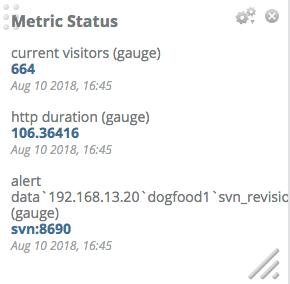 Metric Status
current visitors (gauge)
664
Aug 10 2018, 16:45
http duration (gauge)
106.36416
Aug 10 2018, 16:45
alert
data`192.168.13.20`dogfood1`svn_revisio
(gauge)
svn:8690
Aug 10 2018, 16:45